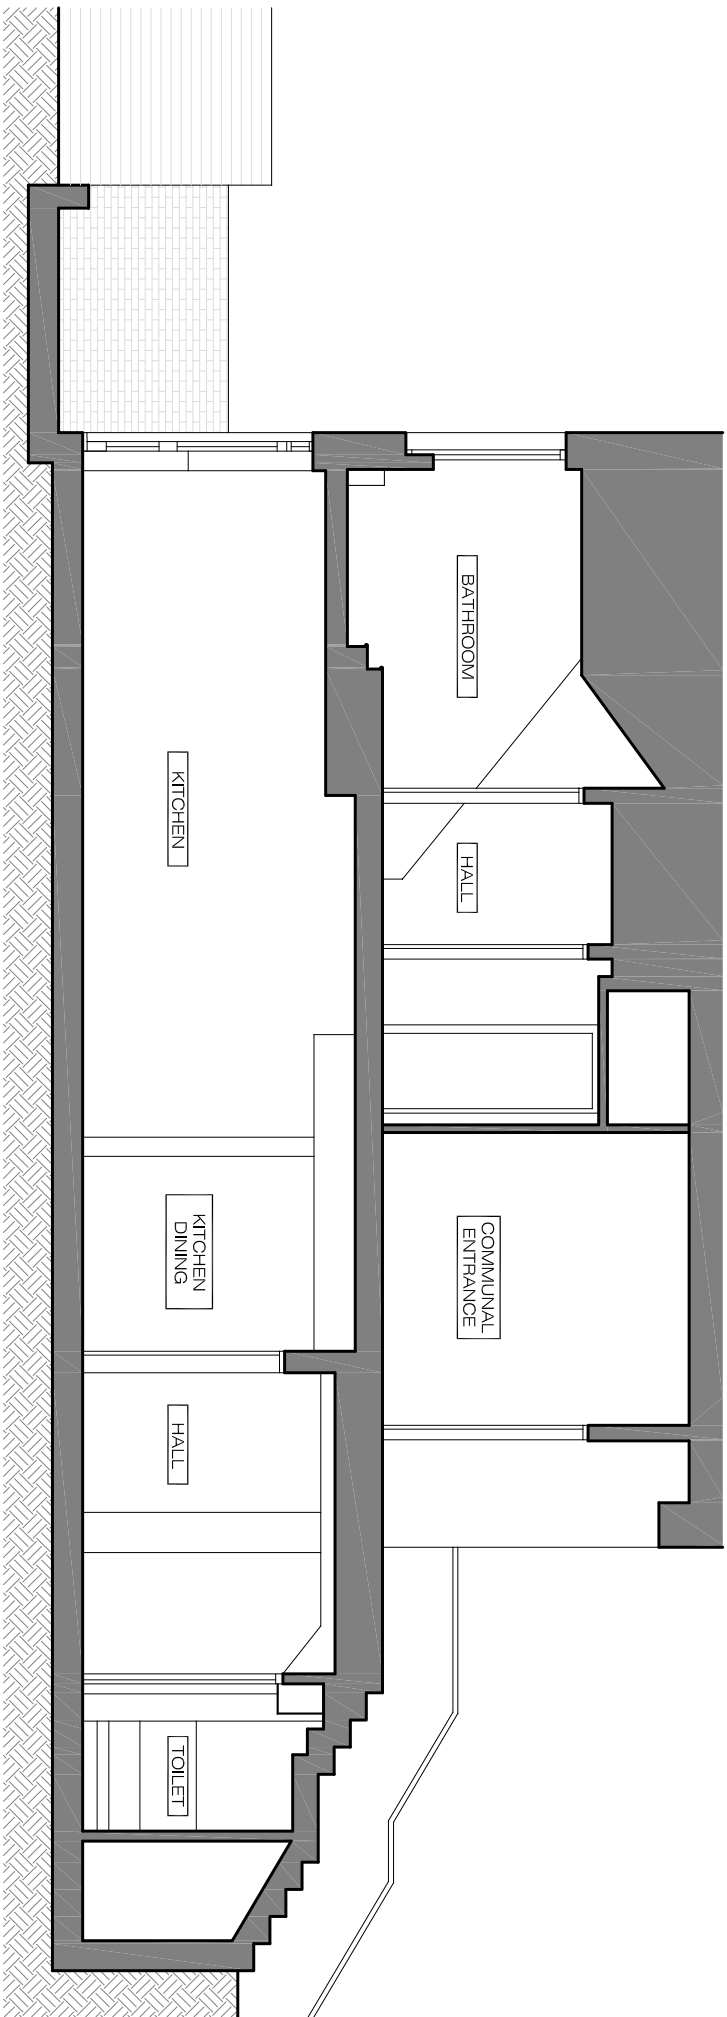 BATHROOM
KITCHEN
HALL
COMMUNAL
ENTRANCE
KITCHEN
DINING
HALL
TOILET